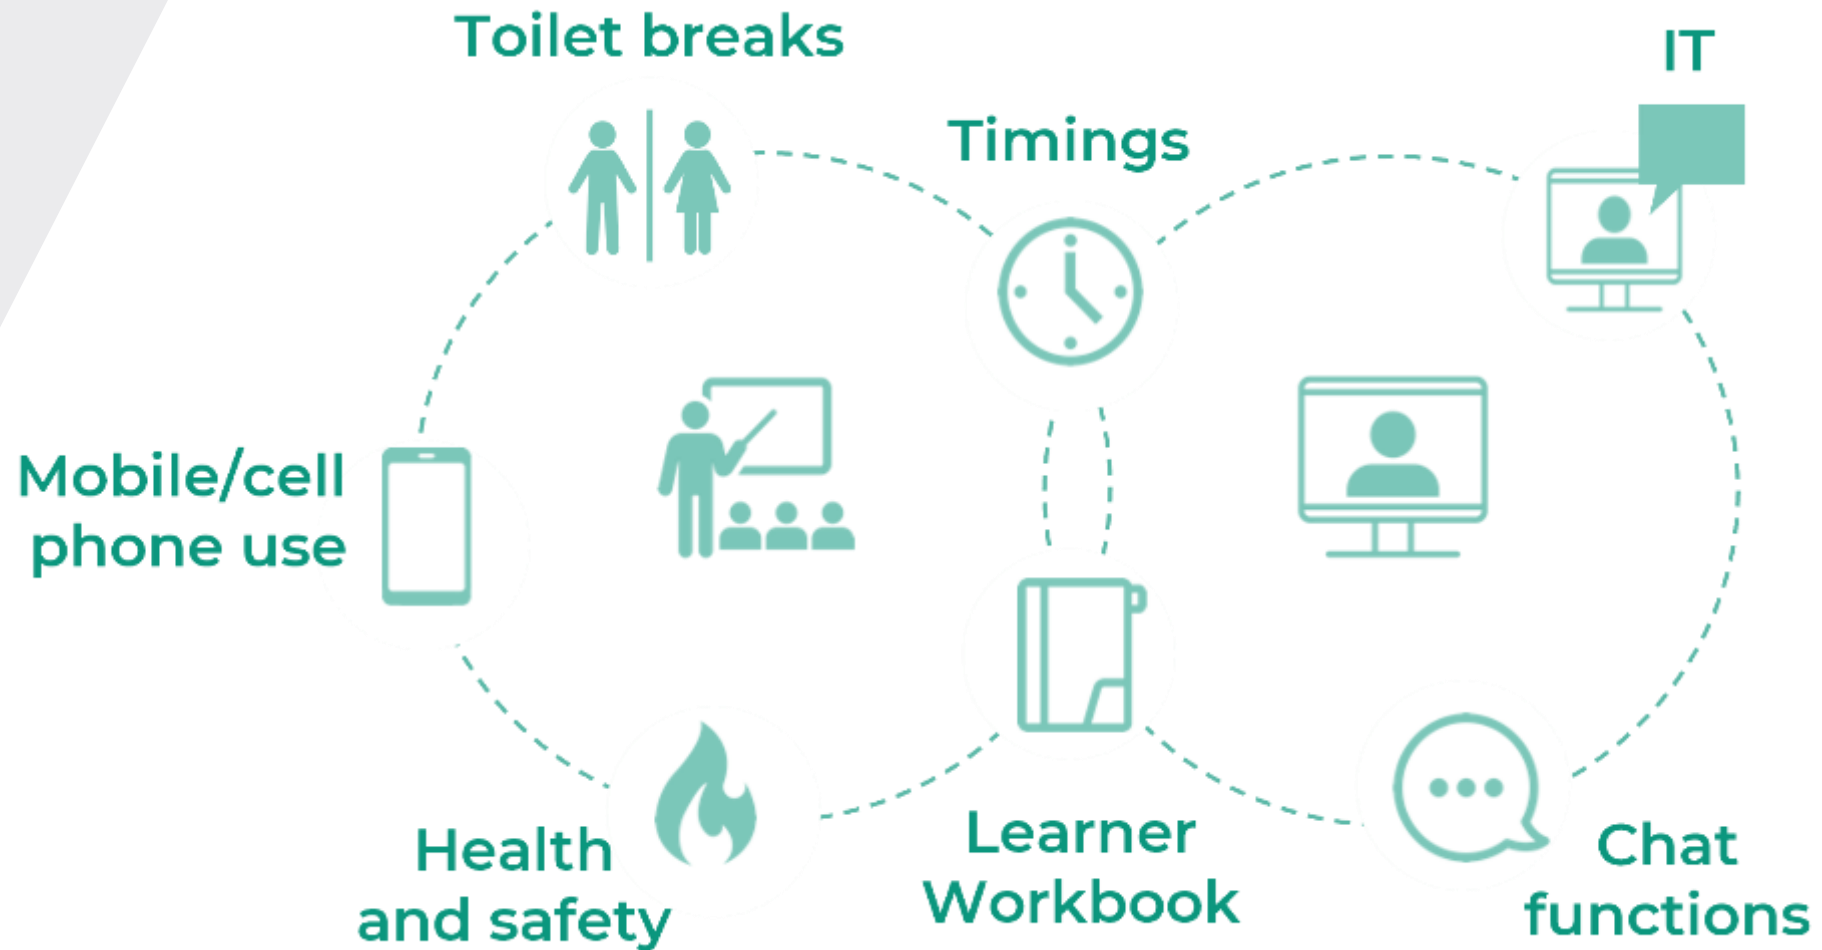 Toilet breaks
IT
Timings
Mobile/cell
phone use
Health
and safety
Learner
Workbook
Chat
functions